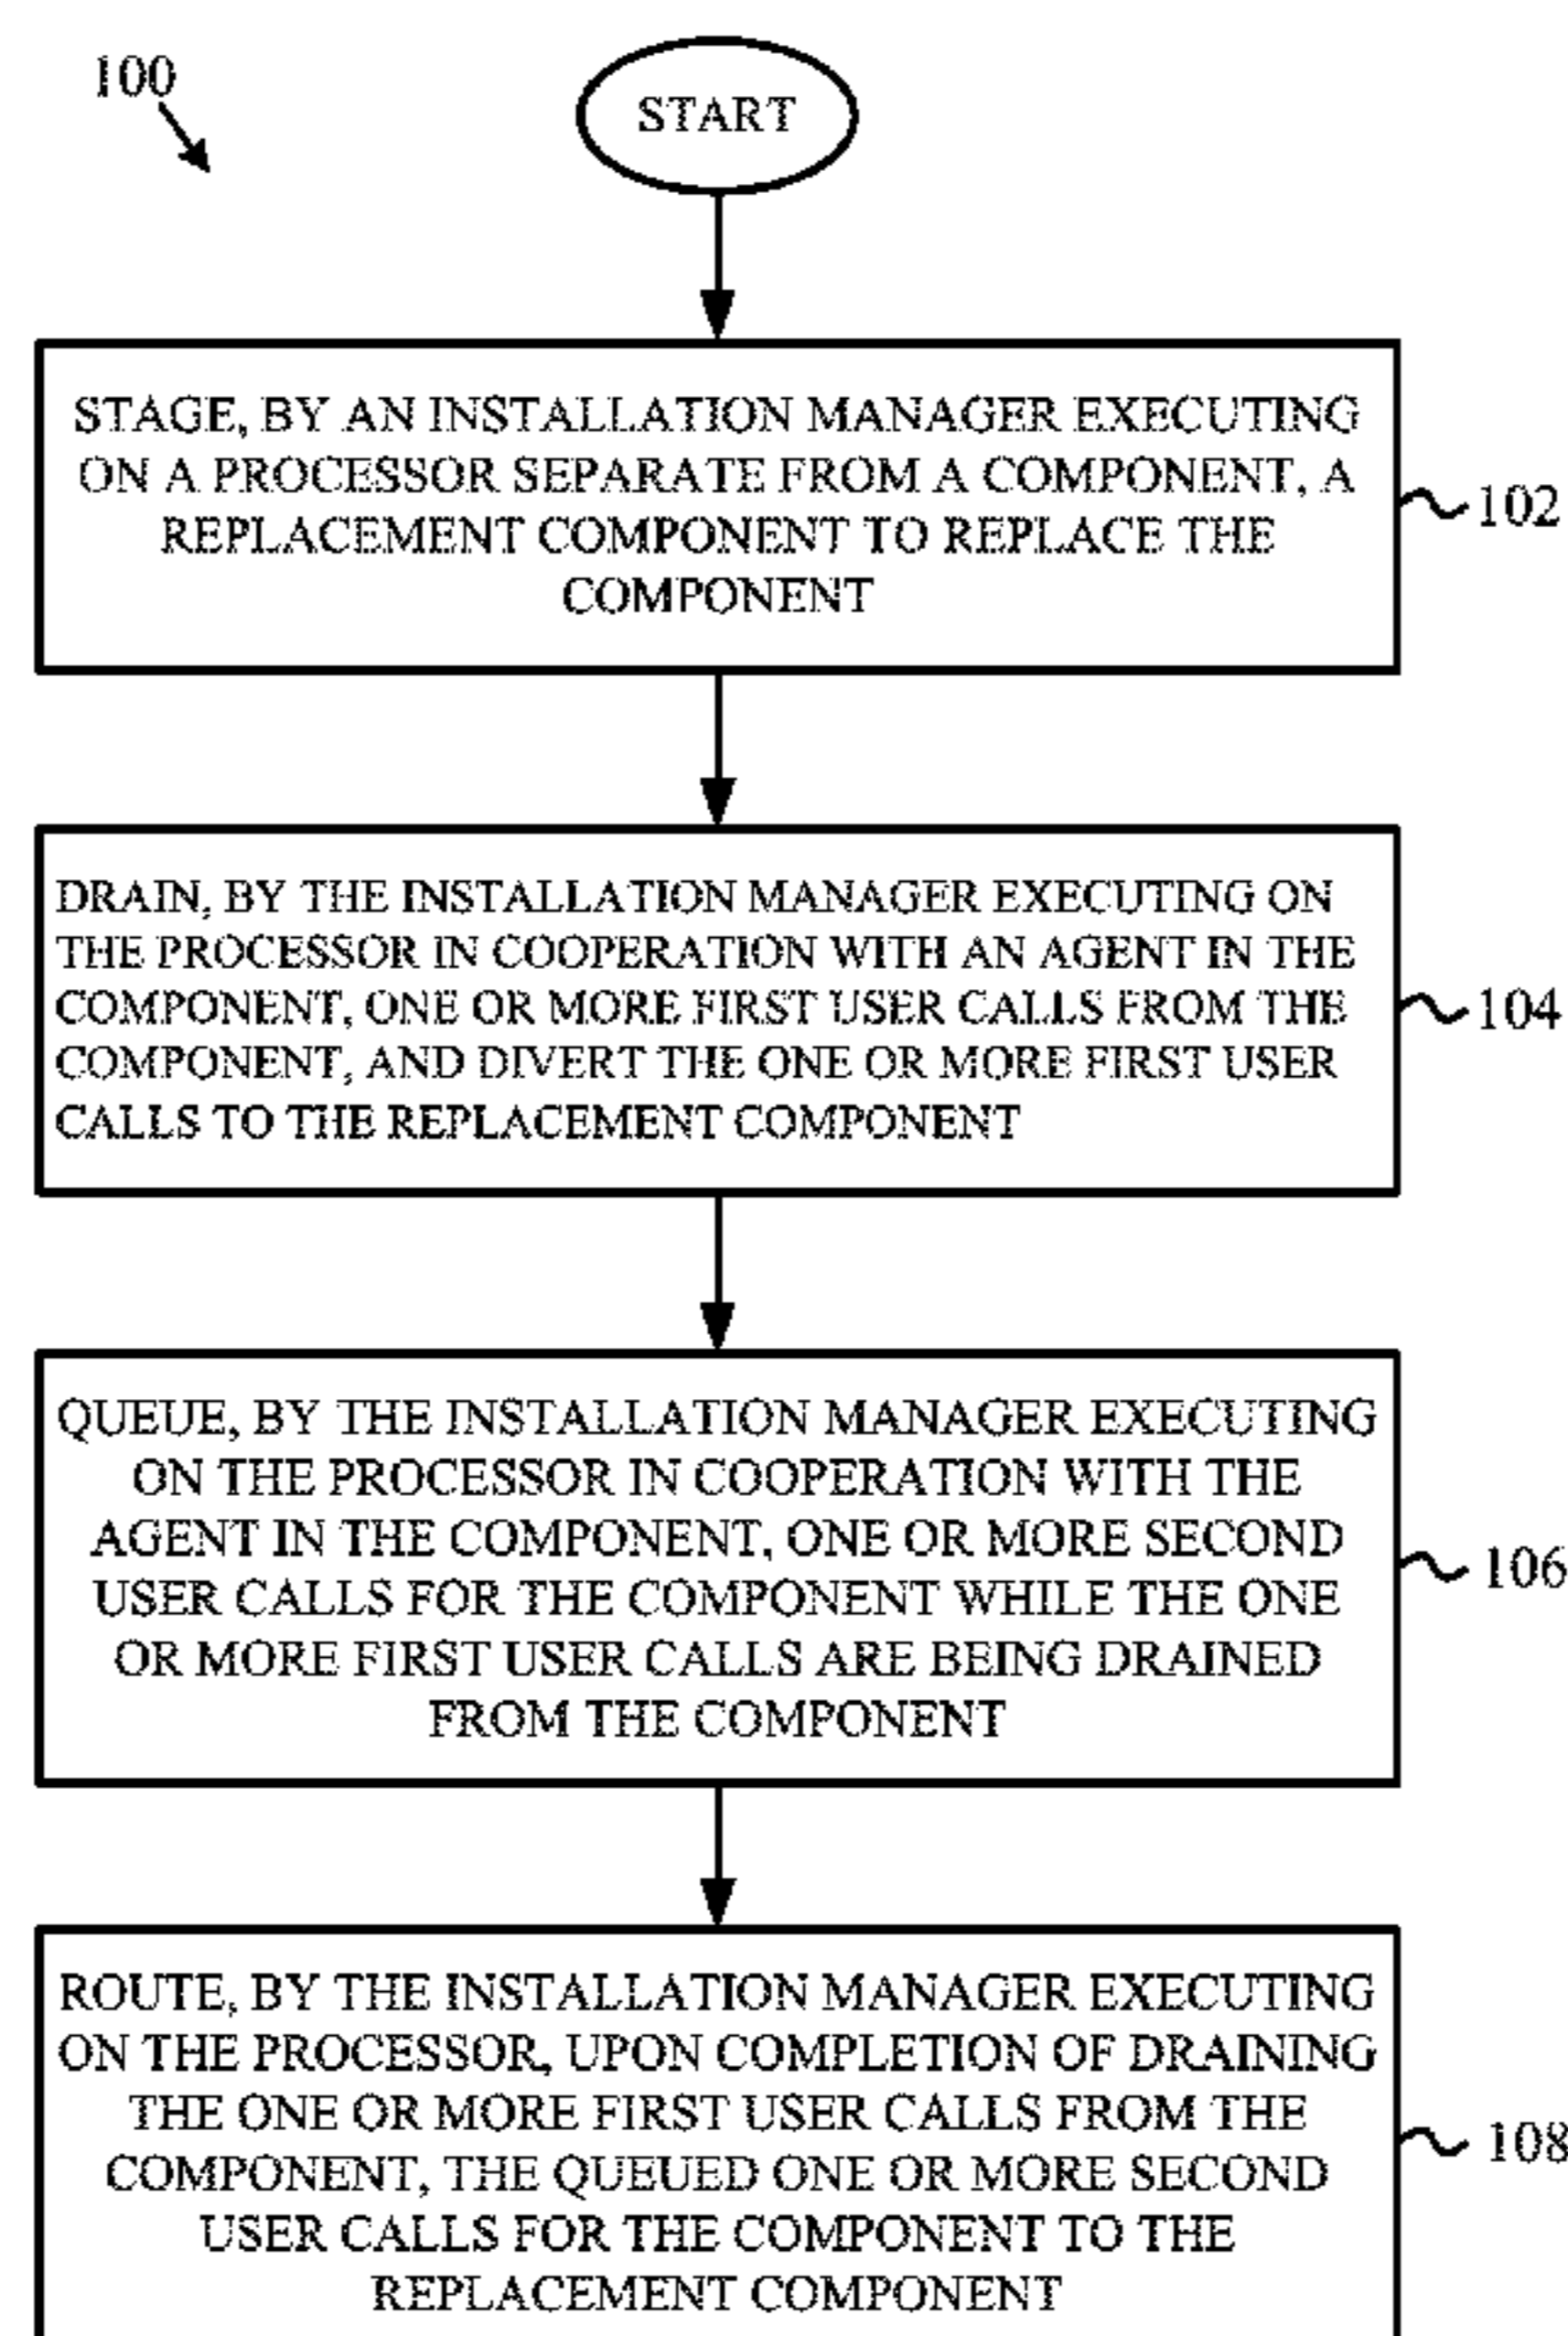 100
START
STAGE, BY AN INSTALLATION MANAGER EXECUTING
ON A PROCESSOR SEPARATE FROM A COMPONENT, A
REPLACEMENT COMPONENT TO REPLACE THE
COMPONENT
102
DRAIN, BY THE INSTALLATION MANAGER EXECUTING ON
THE PROCESSOR IN COOPERATION WITH AN AGENT IN THE
COMPONENT, ONE OR MORE FIRST USER CALLS FROM THE
COMPONENT, AND DIVERT THE ONE OR MORE FIRST USER
CALLS TO THE REPLACEMENT COMPONENT
104
QUEUE, BY THE INSTALLATION MANAGER EXECUTING
ON THE PROCESSOR IN COOPERATION WITH THE
AGENT IN THE COMPONENT, ONE OR MORE SECOND
USER CALLS FOR THE COMPONENT WHILE THE ONE
OR MORE FIRST USER CALLS ARE BEING DRAINED
FROM THE COMPONENT
106
ROUTE, BY THE INSTALLATION MANAGER EXECUTING
ON THE PROCESSOR, UPON COMPLETION OF DRAINING
THE ONE OR MORE FIRST USER CALLS FROM THE
COMPONENT, THE QUEUED ONE OR MORE SECOND
USER CALLS FOR THE COMPONENT TO THE
REPLACEMENT COMPONENT
108